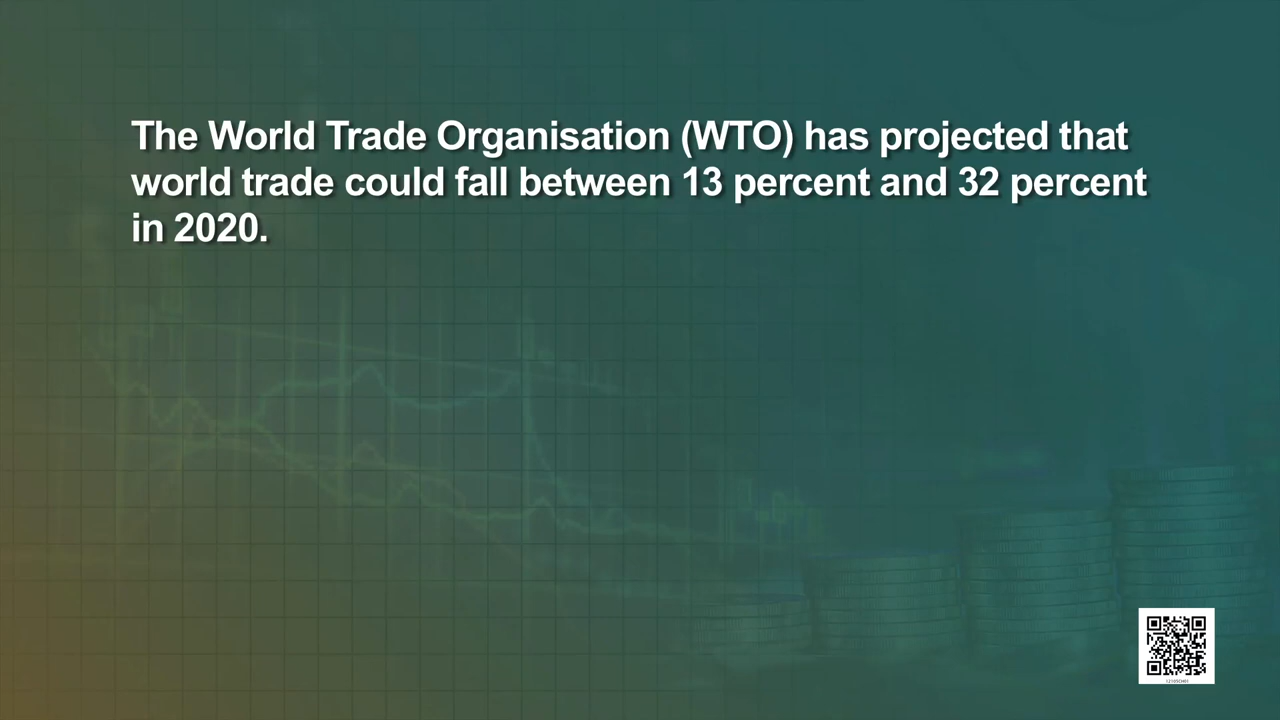 The World Trade Organisation (WTO) has projected that
world trade could fall between 13 percent and 32 percent
in 2020.